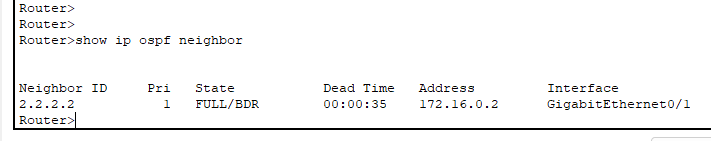 Router>
Router>
Router>show ip ospf neighbor
Neighbor ID     Pri   State           Dead Time   Address         Interface
2.2.2.2           1   FULL/BDR        00:00:35    172.16.0.2      GigabitEthernet0/1
Router>